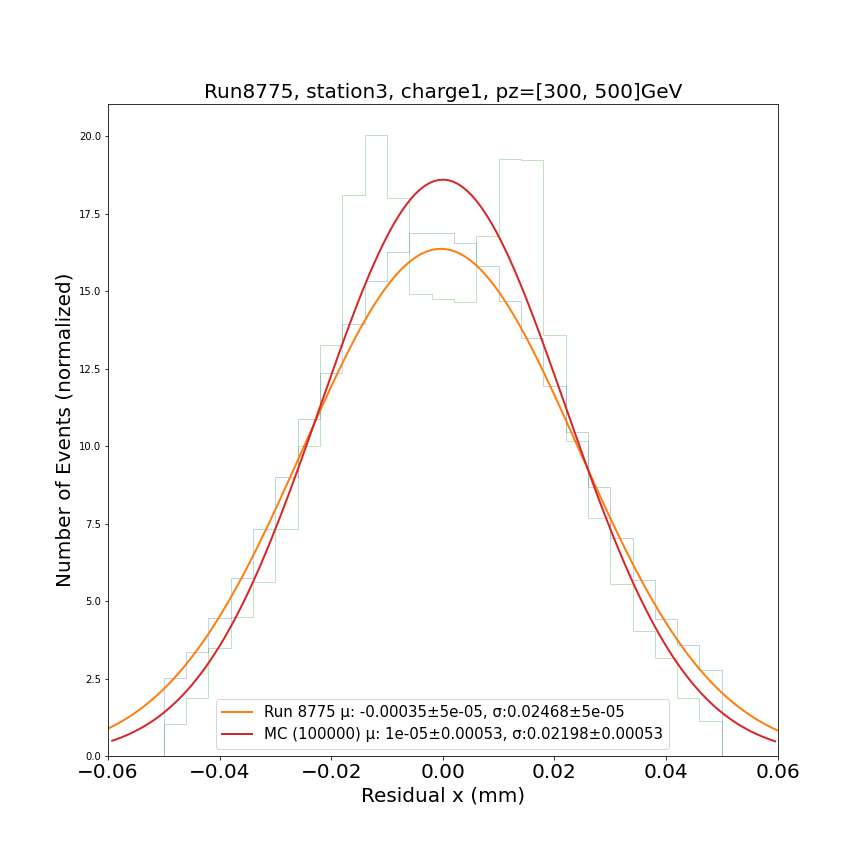 Run8775, station3, charge1, pz=[300, 500]GeV
Number of Events (normalized)
20.0
17.5
15.0
12.5
10.0
7.5
5.0
2.5
0.0
Run 8775 μ: -0.00035±5e-05, σ:0.02468±5e-05
MC (100000) μ: 1e-05±0.00053, σ:0.02198±0.00053
−0.06 −0.04 −0.02 0.00 0.02 0.04 0.06
Residual x (mm)